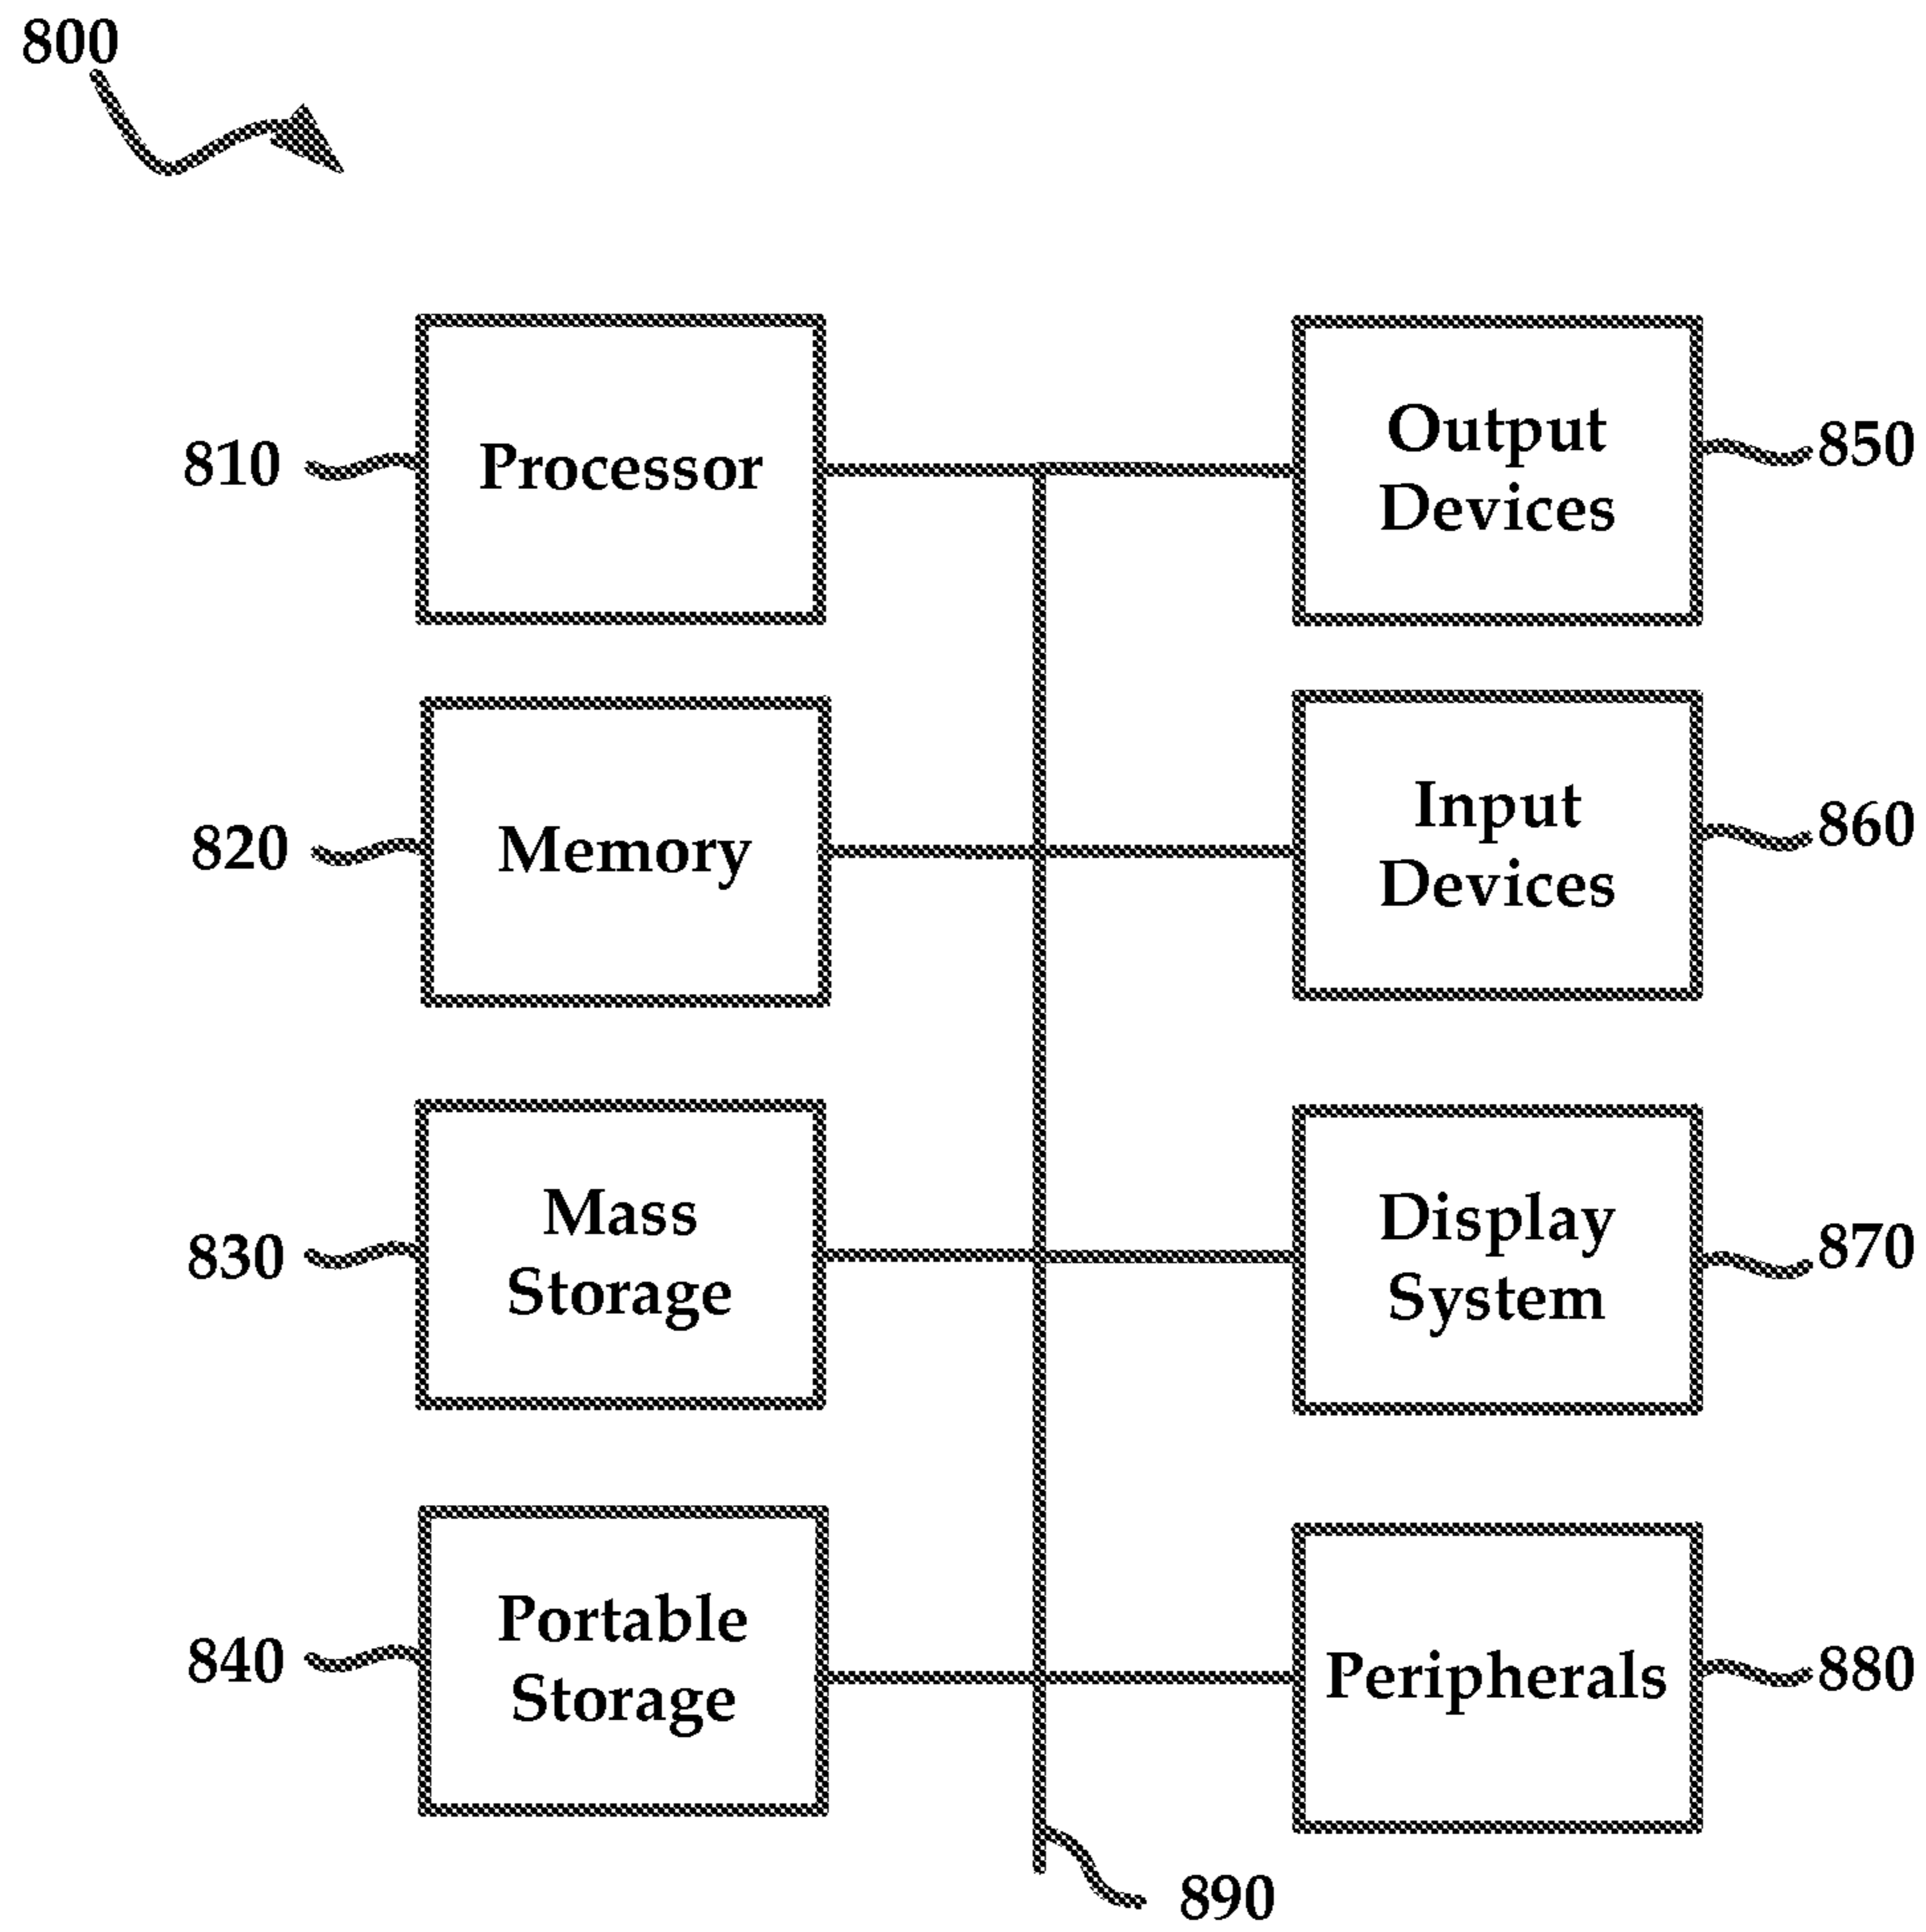 800
810
Processor
Output
Devices
850
820
Memory
Input
Devices
860
830
Mass
Storage
Display
System
870
840
Portable
Storage
Peripherals
880
890